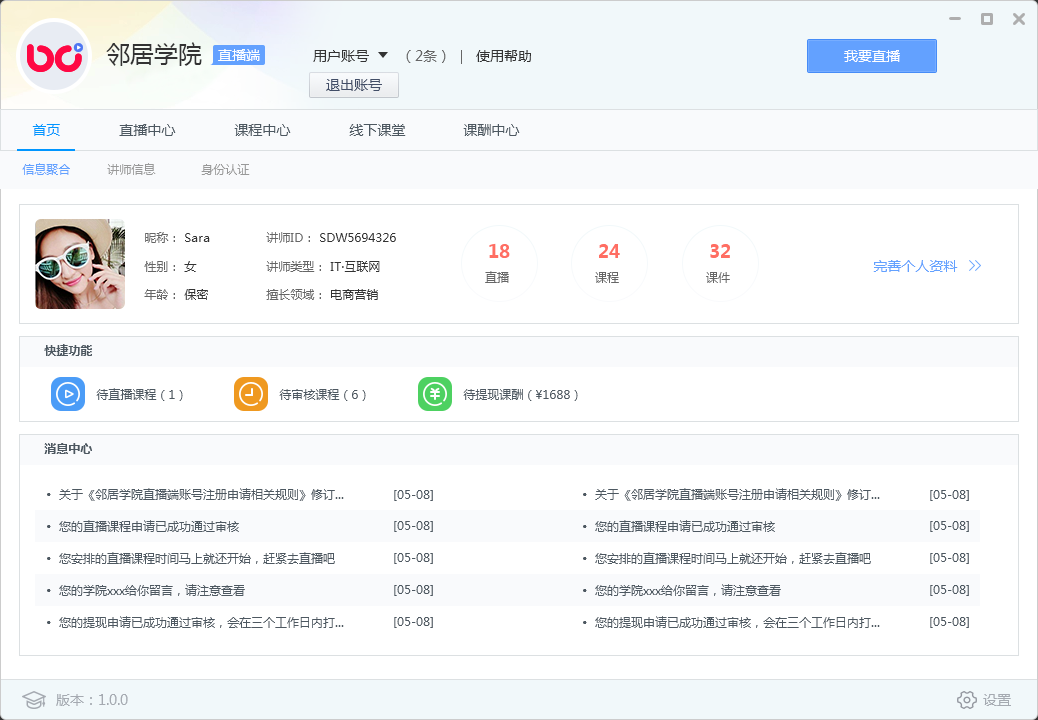 邻居学院 直播端
用户账号 （2条） | 使用帮助
退出账号
我要直播
首页 直播中心 课程中心 线下课堂 课酬中心
信息聚合 讲师信息 身份认证
昵称： Sara 讲师ID： SDW5694326
性别： 女 讲师类型： IT·互联网
年龄： 保密 擅长领域： 电商营销
18 24 32
直播 课程 课件
完善个人资料
快捷功能
待直播课程（1） 待审核课程（6） 待提现课酬（¥1688）
消息中心
• 关于《邻居学院直播端账号注册申请相关规则》修订... [05-08] • 关于《邻居学院直播端账号注册申请相关规则》修订... [05-08]
• 您的直播课程申请已成功通过审核 [05-08] • 您的直播课程申请已成功通过审核 [05-08]
• 您安排的直播课程时间马上就还开始，赶紧去直播吧 [05-08] • 您安排的直播课程时间马上就还开始，赶紧去直播吧 [05-08]
• 您的学院xxx给你留言，请注意查看 [05-08] • 您的学院xxx给你留言，请注意查看 [05-08]
• 您的提现申请已成功通过审核，会在三个工作日内打... [05-08] • 您的提现申请已成功通过审核，会在三个工作日内打... [05-08]
版本：1.0.0 设置